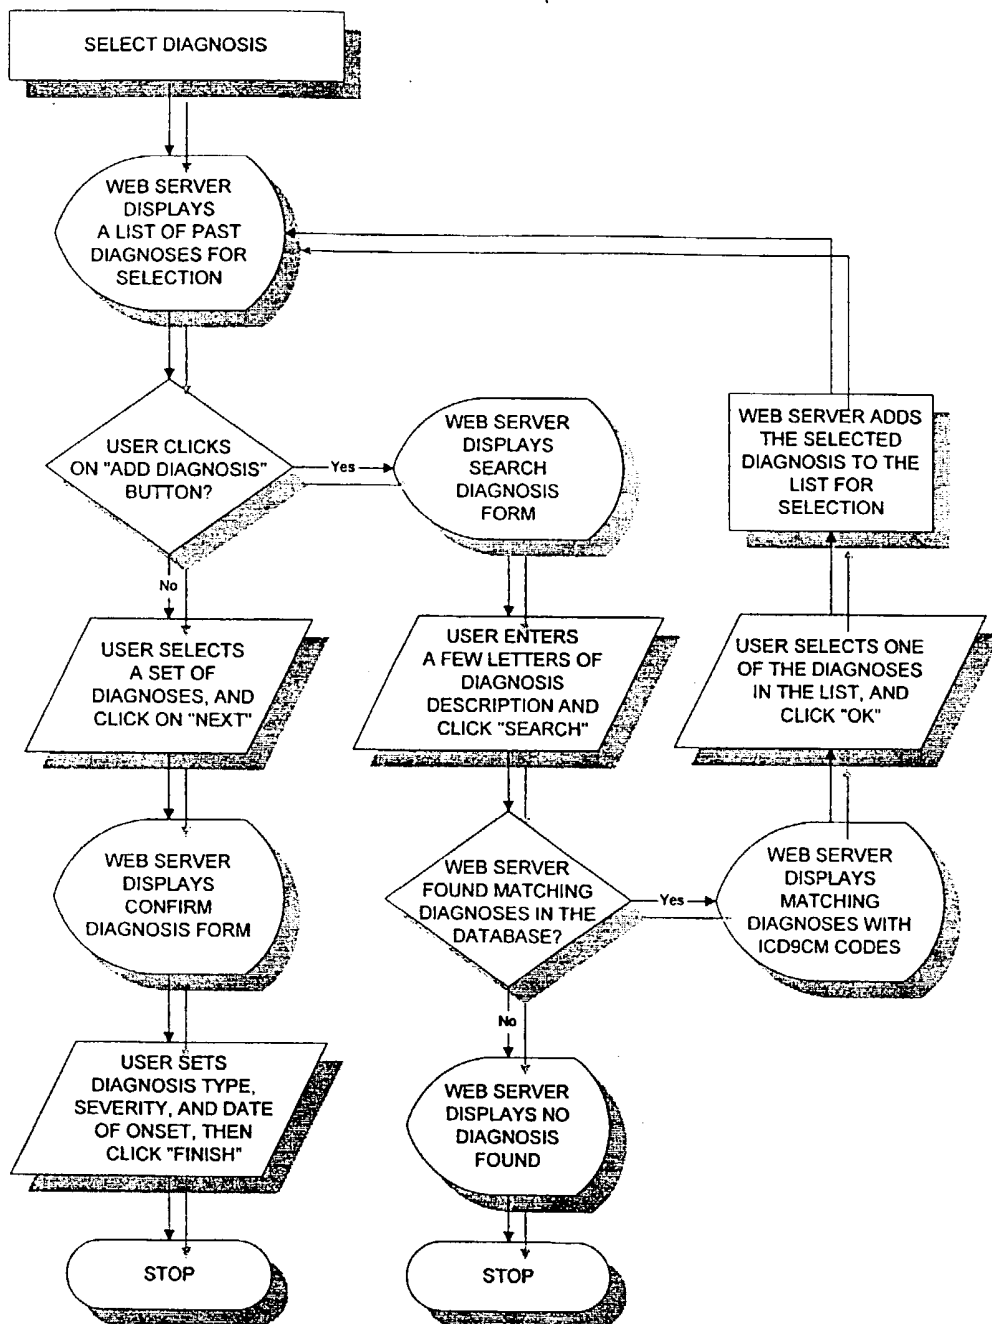 SELECT DIAGNOSIS
WEB SERVER
DISPLAYS
A LIST OF PAST
DIAGNOSES FOR
SELECTION
USER CLICKS
ON "ADD DIAGNOSIS"
BUTTON?
Yes
WEB SERVER
DISPLAYS
SEARCH
DIAGNOSIS
FORM
WEB SERVER ADDS
THE SELECTED
DIAGNOSIS TO THE
LIST FOR
SELECTION
No
USER SELECTS
A SET OF
DIAGNOSES, AND
CLICK ON "NEXT"
USER ENTERS
A FEW LETTERS OF
DIAGNOSIS
DESCRIPTION AND
CLICK "SEARCH"
USER SELECTS ONE
OF THE DIAGNOSES
IN THE LIST, AND
CLICK "OK"
WEB SERVER
DISPLAYS
CONFIRM
DIAGNOSIS FORM
WEB SERVER
FOUND MATCHING
DIAGNOSES IN THE
DATABASE?
Yes
WEB SERVER
DISPLAYS
MATCHING
DIAGNOSES WITH
ICD9CM CODES
No
USER SETS
DIAGNOSIS TYPE,
SEVERITY, AND DATE
OF ONSET, THEN
CLICK "FINISH"
WEB SERVER
DISPLAYS NO
DIAGNOSIS
FOUND
STOP
STOP